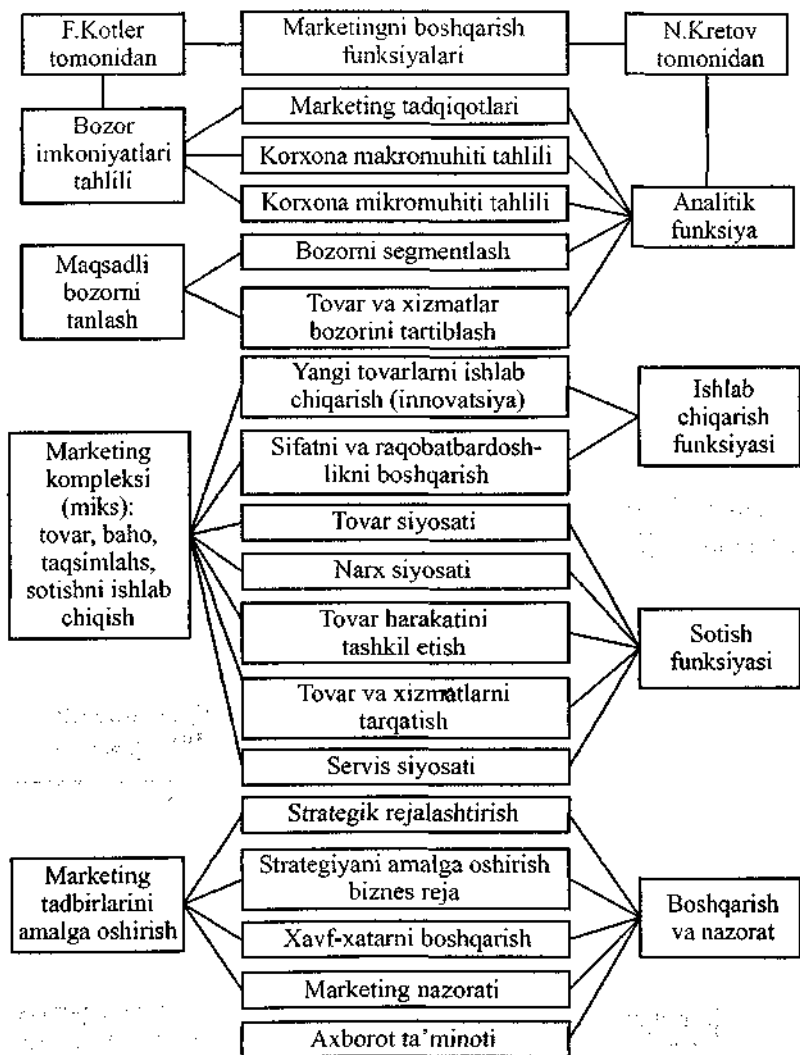 F.Kotler
tomonidan
Marketingni boshqarish
funksiyalari
N.Kretov
tomonidan
Bozor
imkoniyatlari
tahlili
Marketing tadqiqotlari
Korxona makromuhiti tahlili
Korxona mikromuhiti tahlili
Analitik
funksiya
Maqsadli
bozorni
tanlash
Bozorni segmentlash
Tovar va xizmatlar
bozorini tartiblash
Yangi tovarlarni ishlab
chiqarish (innovatsiya)
Sifatni va raqobatbardosh-
likni boshqarish
Ishlab
chiqarish
funksiyasi
Marketing
kompleksi
(miks):
tovar, baho,
taqsimlahs,
sotishni ishlab
chiqish
Tovar siyosati
Narx siyosati
Tovar harakatini
tashkil etish
Tovar va xizmatlarni
tarqatish
Servis siyosati
Sotish
funksiyasi
Marketing
tadbirlarini
amalga oshirish
Strategik rejalashtirish
Strategiyani amalga oshirish
biznes reja
Xavf-xatarni boshqarish
Marketing nazorati
Axborot ta’minoti
Boshqarish
va nazorat